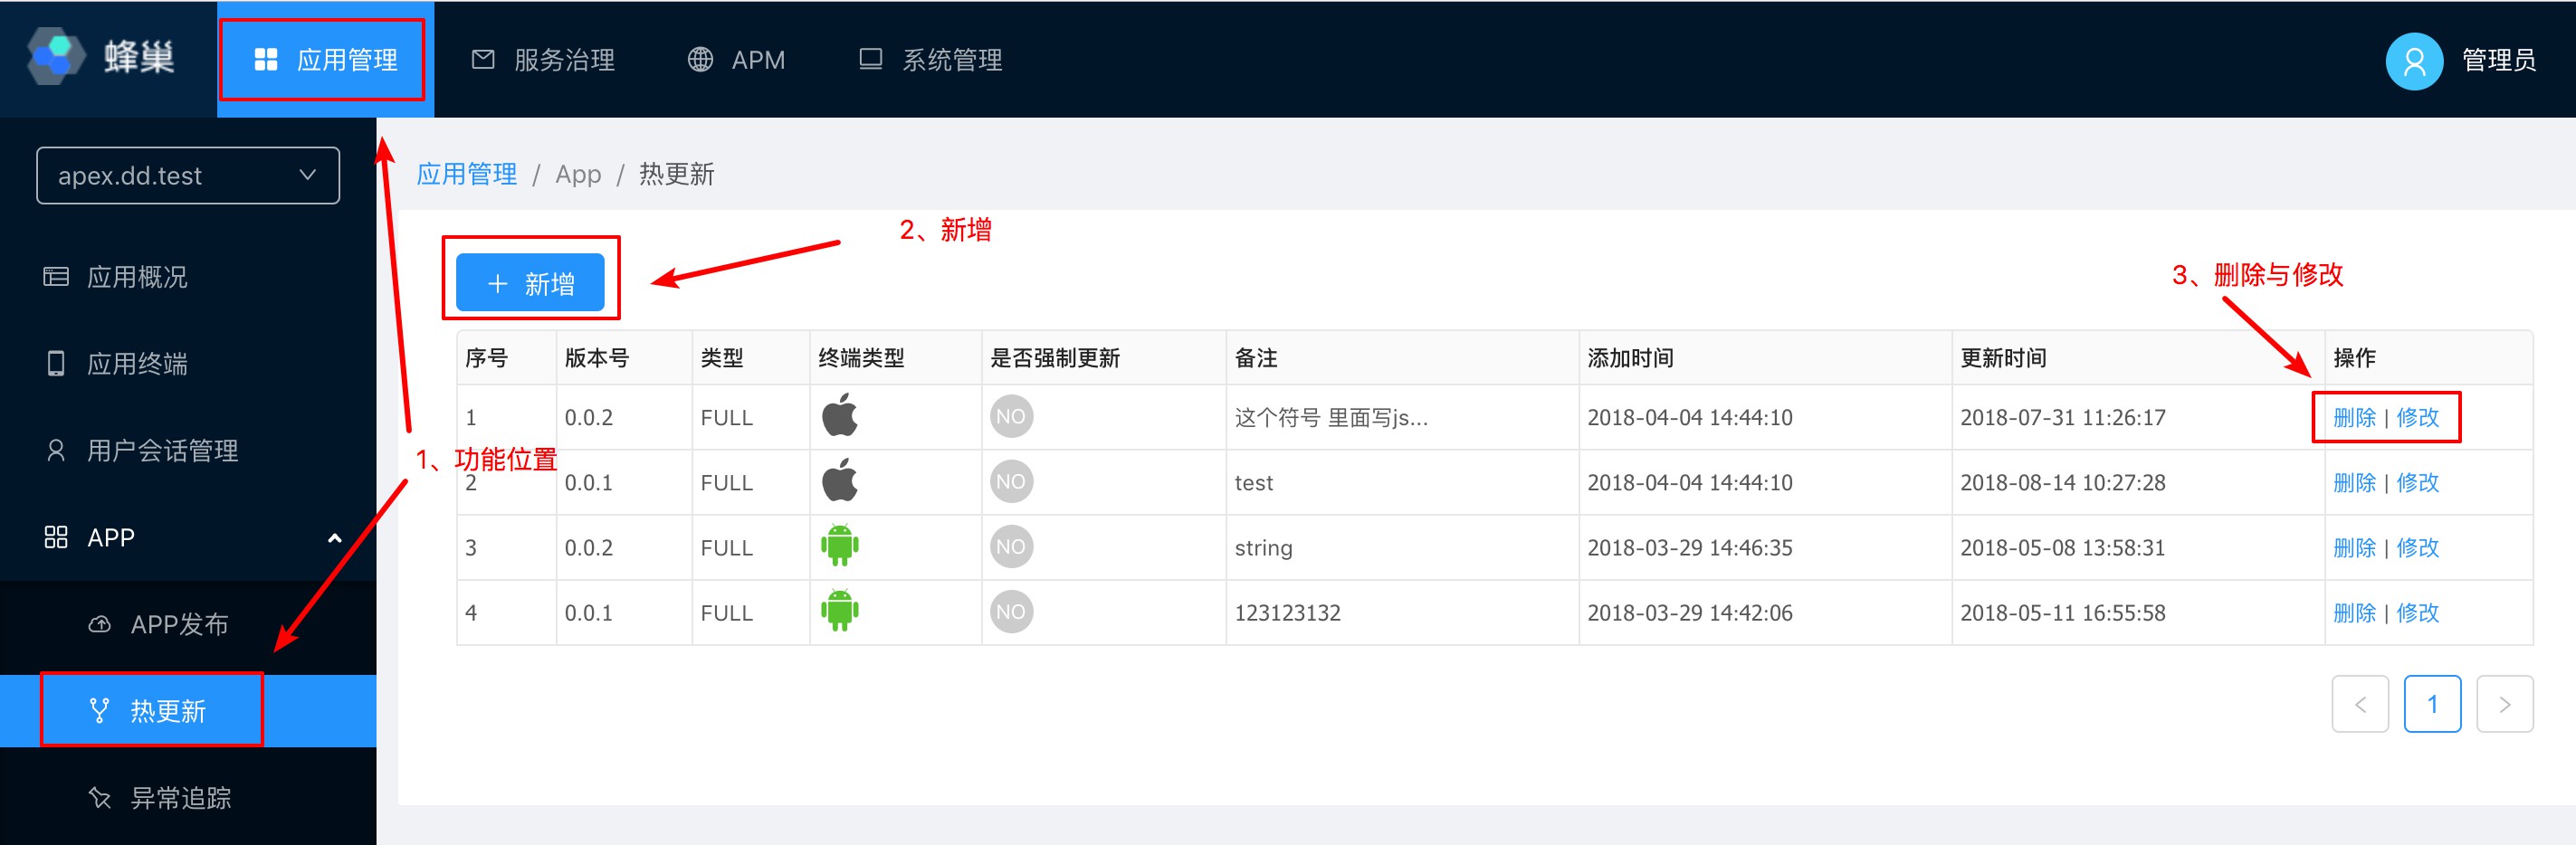 蜂巢 应用管理 服务治理 APM 系统管理 管理员
apex.dd.test
应用管理 / App / 热更新
2、新增
3、删除与修改
应用概况
新增
序号 版本号 类型 终端类型 是否强制更新 备注 添加时间 更新时间 操作
应用终端
1 0.0.2 FULL NO 这个符号 里面写js... 2018-04-04 14:44:10 2018-07-31 11:26:17 删除 | 修改
用户会话管理
1、功能位置
2 0.0.1 FULL NO test 2018-04-04 14:44:10 2018-08-14 10:27:28 删除 | 修改
APP
3 0.0.2 FULL NO string 2018-03-29 14:46:35 2018-05-08 13:58:31 删除 | 修改
4 0.0.1 FULL NO 123123132 2018-03-29 14:42:06 2018-05-11 16:55:58 删除 | 修改
APP发布
热更新
< 1 >
异常追踪